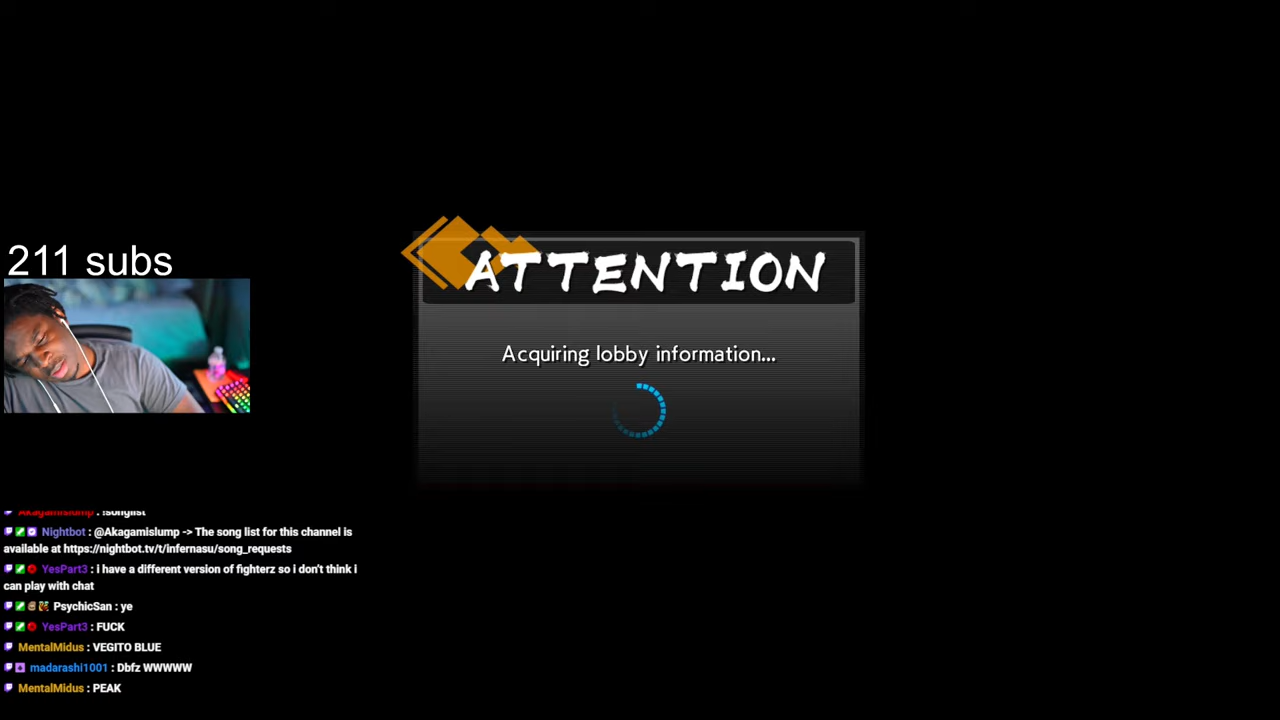 211 subs
ATTENTION
Acquiring lobby information...
Akagamislump : !songlist
Nightbot : @Akagamislump -> The song list for this channel is
available at https://nightbot.tv/t/infernasu/song_requests
YesPart3 : i have a different version of fighterz so i don't think i
can play with chat
PsychicSan : ye
YesPart3 : FUCK
MentalMidus : VEGITO BLUE
madarashi1001 : Dbfz WWWWW
MentalMidus : PEAK